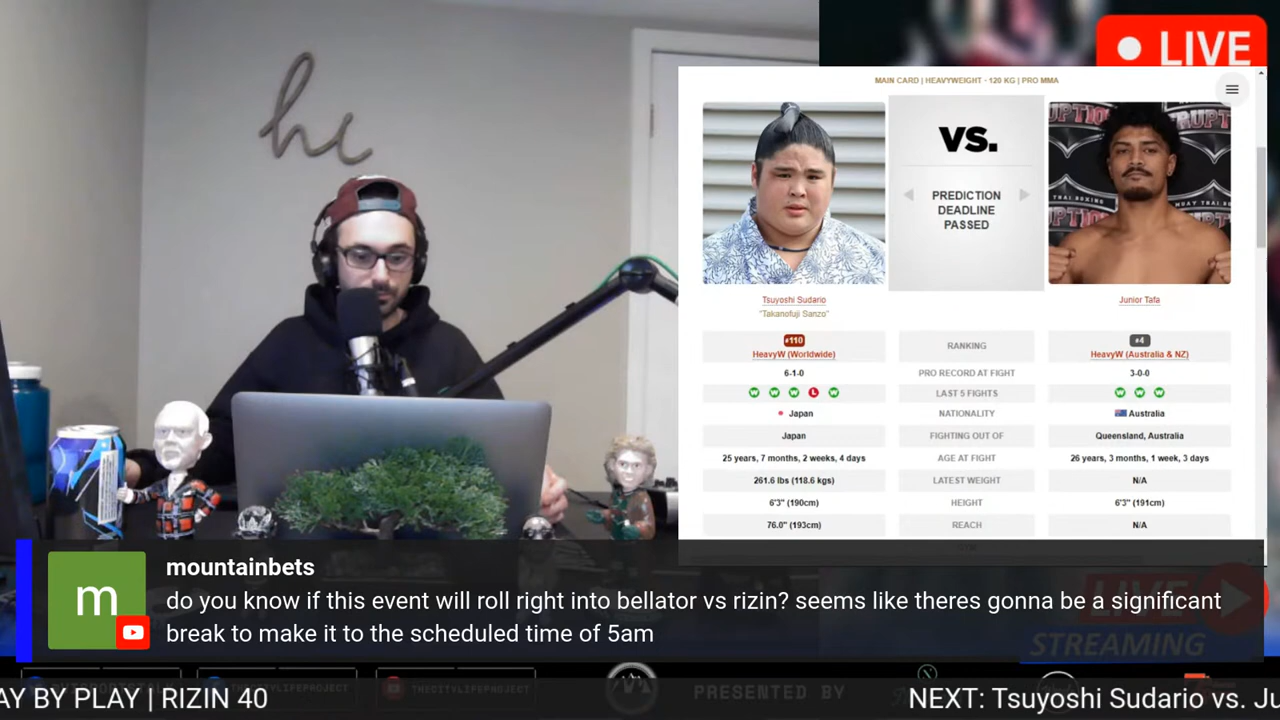 hi
LIVE
MAIN CARD | HEAVYWEIGHT - 120 KG | PRO MMA
VS.
PREDICTION
DEADLINE
PASSED
Tsuyoshi Sudario
"Takanofuji Sanzo"
Junior Tafa
#110
HeavyW (Worldwide)
RANKING
#4
HeavyW (Australia & NZ)
6-1-0
PRO RECORD AT FIGHT
3-0-0
W W W L W
LAST 5 FIGHTS
W W W
Japan
NATIONALITY
Australia
Japan
FIGHTING OUT OF
Queensland, Australia
25 years, 7 months, 2 weeks, 4 days
AGE AT FIGHT
26 years, 3 months, 1 week, 3 days
261.6 lbs (118.6 kgs)
LATEST WEIGHT
N/A
6'3" (190cm)
HEIGHT
6'3" (191cm)
76.0" (193cm)
REACH
N/A
m
mountainbets
do you know if this event will roll right into bellator vs rizin? seems like theres gonna be a significant
break to make it to the scheduled time of 5am
LIVE
STREAMING
THECITYLIFEPROJECT
THECITYLIFEPROJECT
PRESENTED BY
AY BY PLAY | RIZIN 40
NEXT: Tsuyoshi Sudario vs. Ju